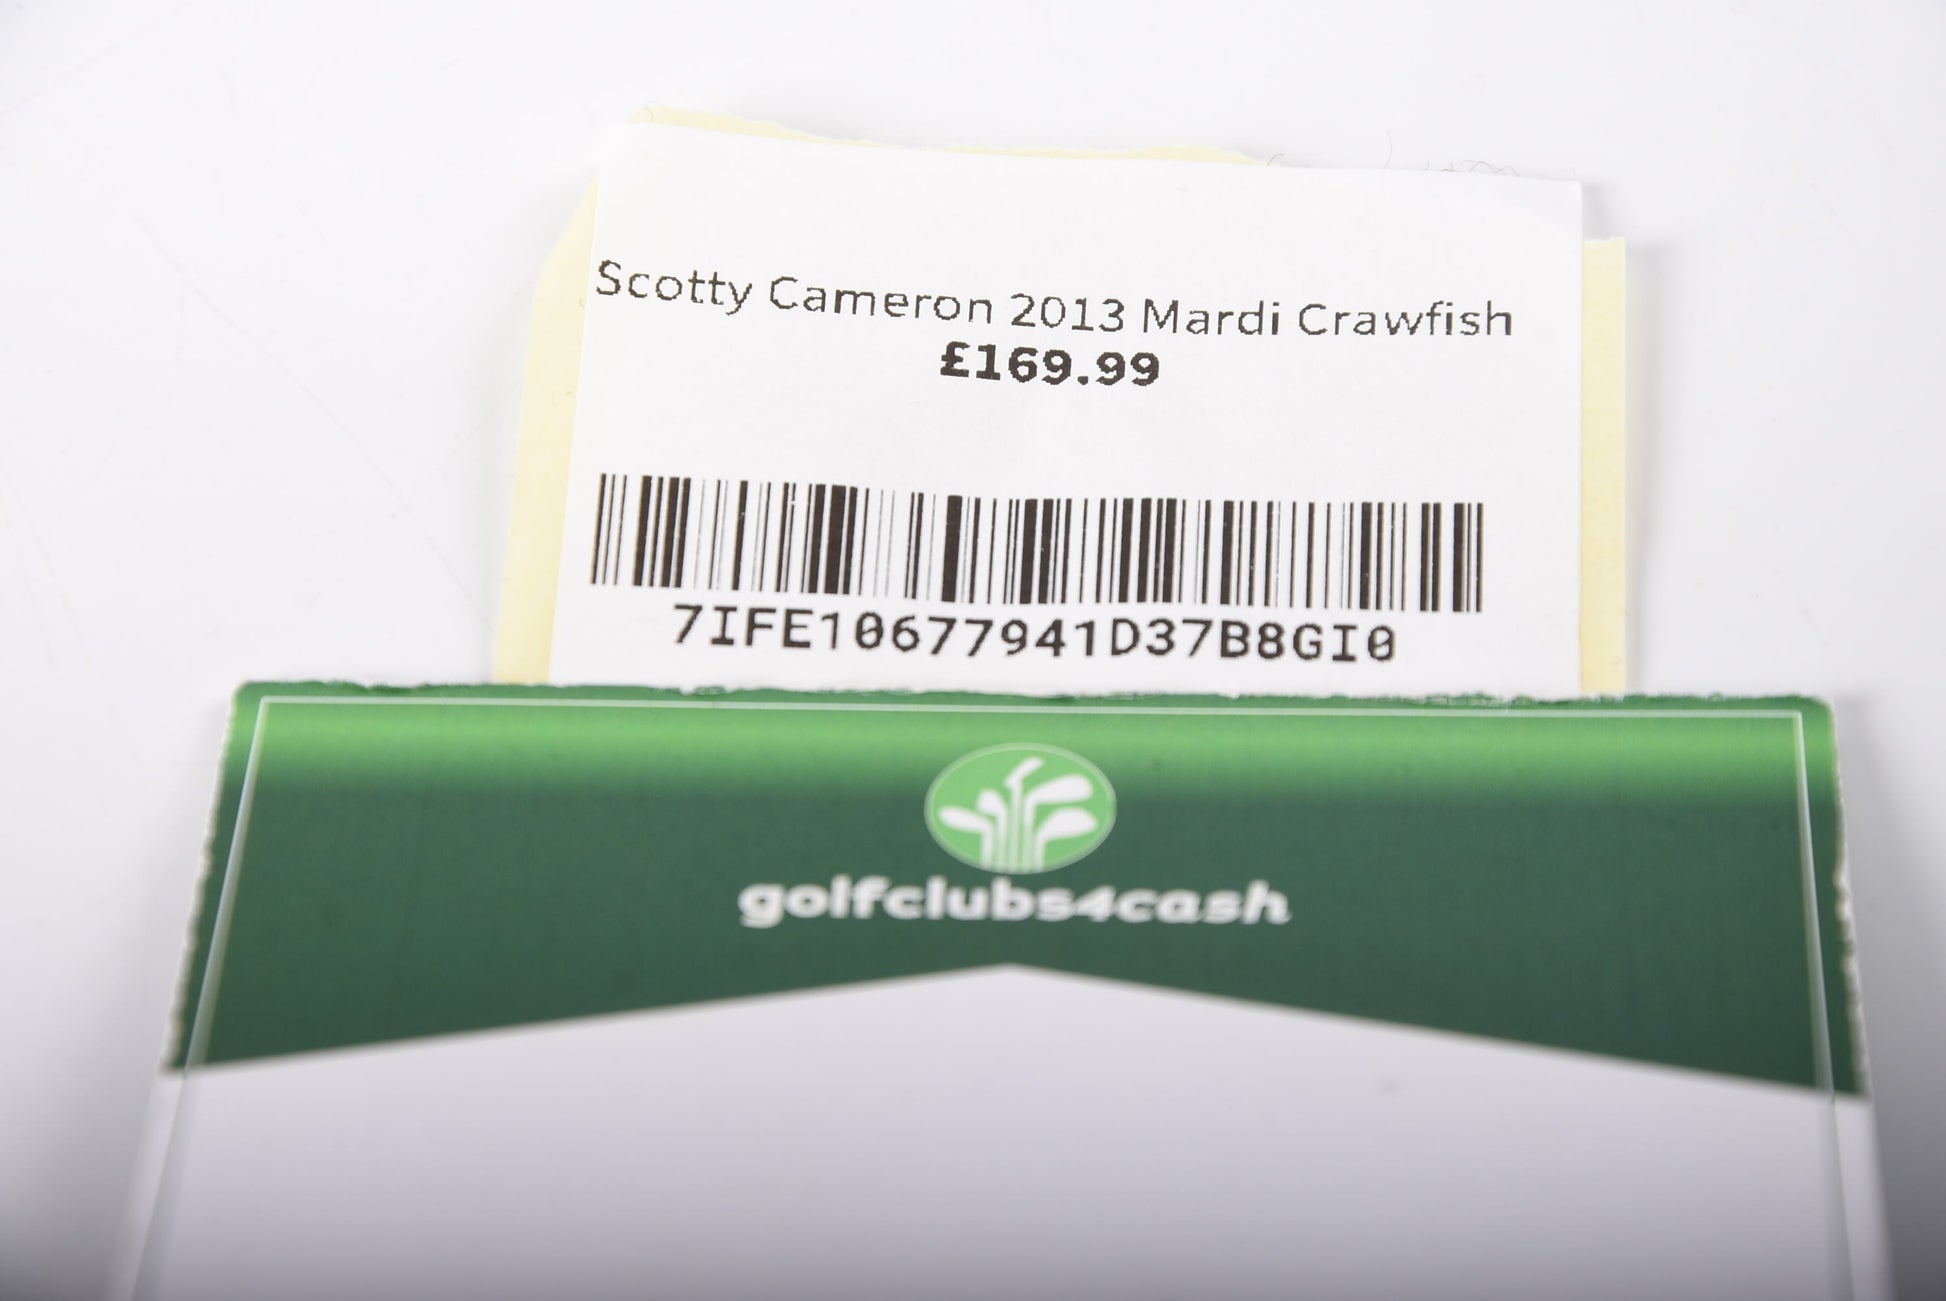 Scotty Cameron 2013 Mardi Crawfish
£169.99
7IFE10677941D37B8GI0
golfclubs4cash